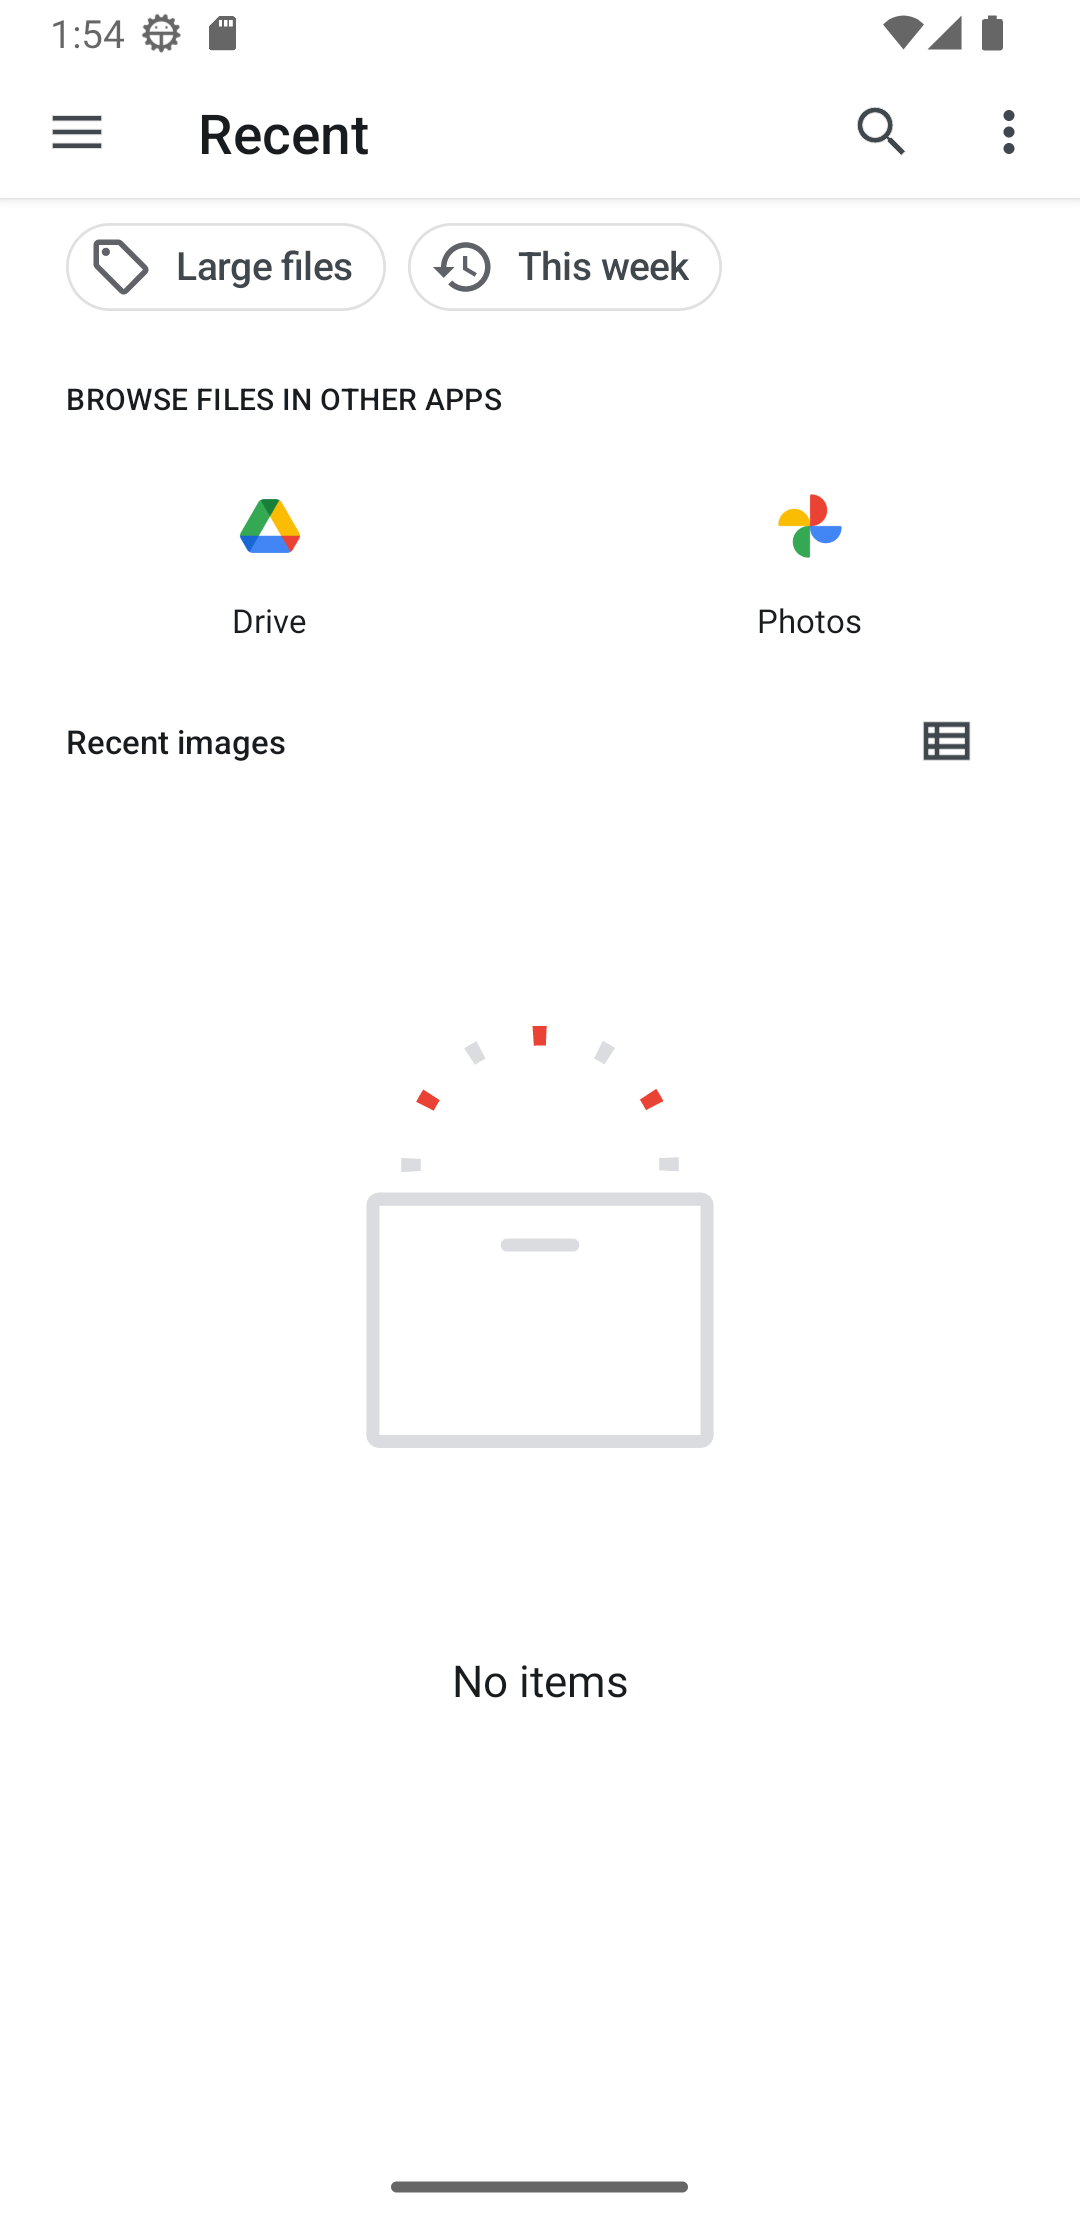 1:54
Recent
Large files
This week
BROWSE FILES IN OTHER APPS
Drive
Photos
Recent images
No items